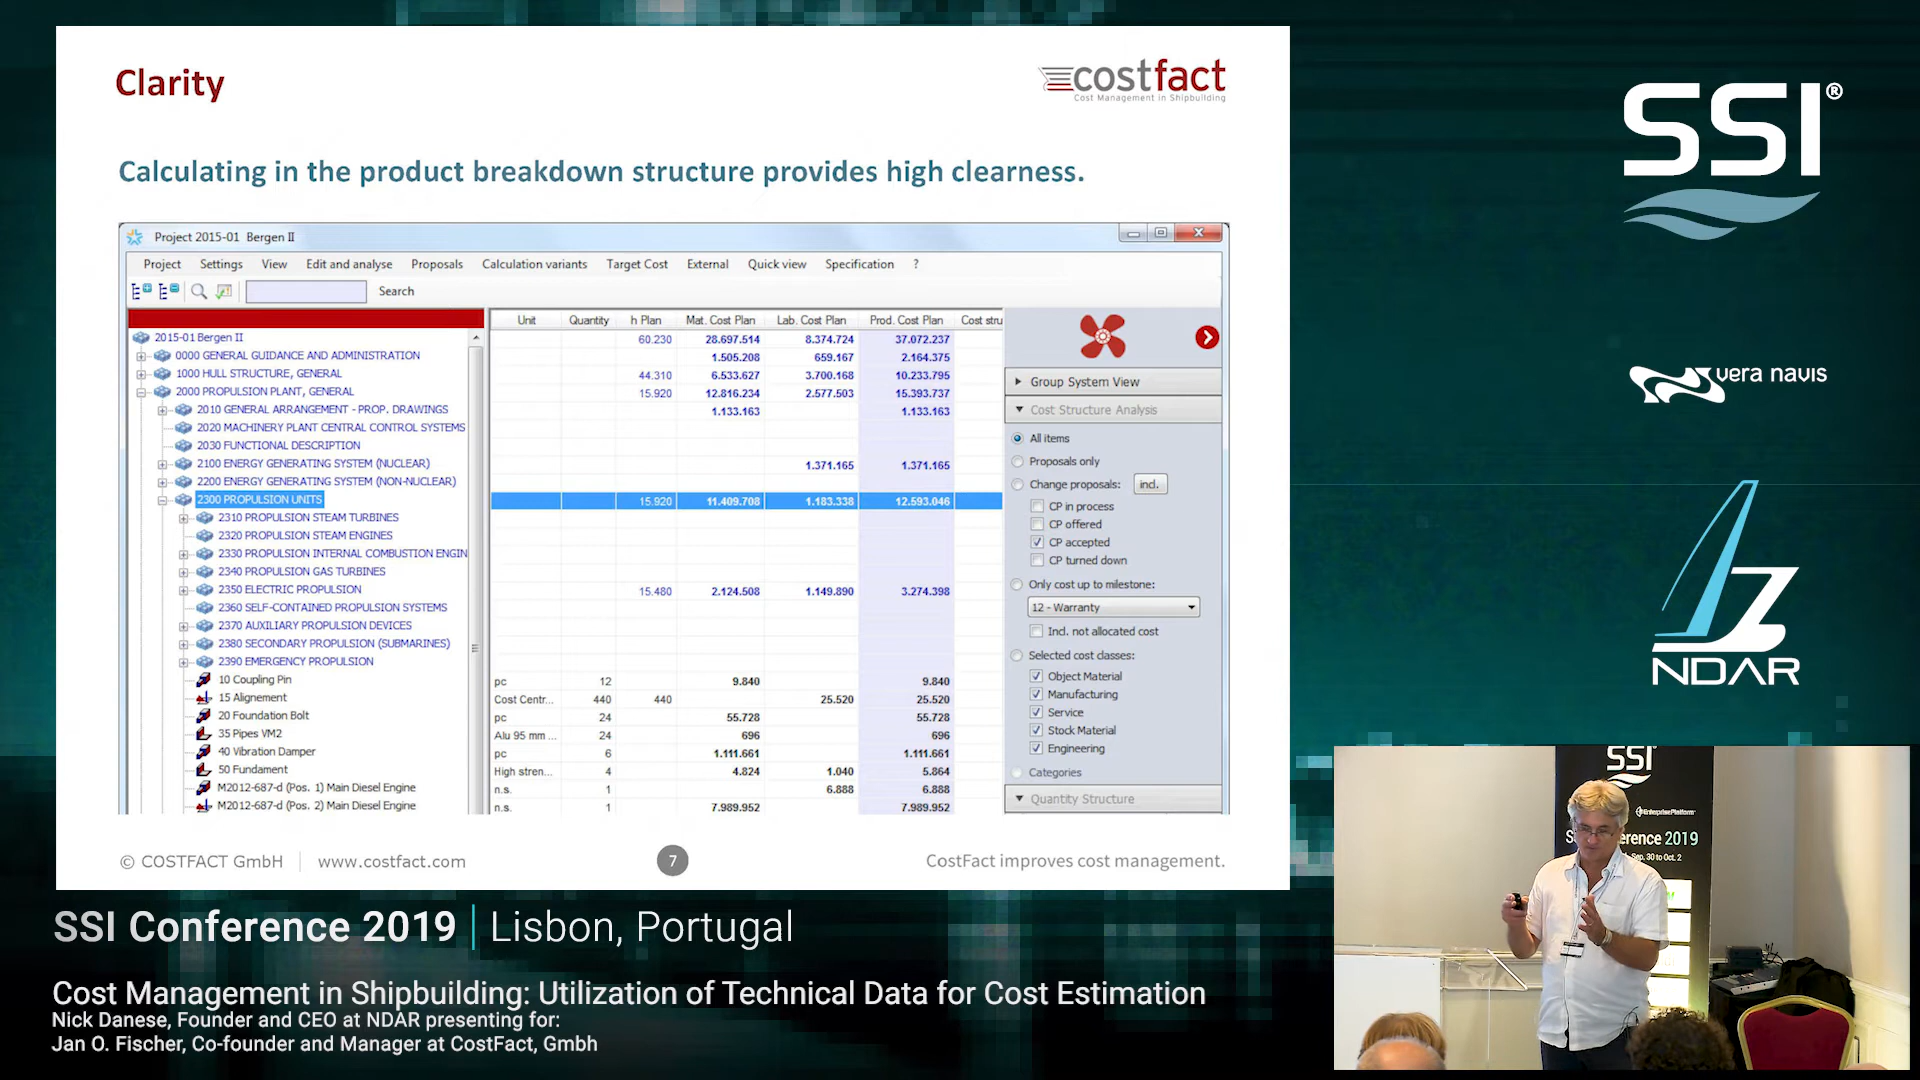 Clarity
costfact
Cost Management in Shipbuilding
Calculating in the product breakdown structure provides high clearness.
Project 2015-01 Bergen II
Project Settings View Edit and analyse Proposals Calculation variants Target Cost External Quick view Specification ?
Search
Unit Quantity h Plan Mat. Cost Plan Lab. Cost Plan Prod. Cost Plan Cost stru
2015-01 Bergen II 60.230 28.697.514 8.374.724 37.072.237
0000 GENERAL GUIDANCE AND ADMINISTRATION 1.505.208 659.167 2.164.375
1000 HULL STRUCTURE, GENERAL 44.310 6.533.627 3.700.168 10.233.795
2000 PROPULSION PLANT, GENERAL 15.920 12.816.234 2.577.503 15.393.737
2010 GENERAL ARRANGEMENT - PROP. DRAWINGS 1.133.163 1.133.163
2020 MACHINERY PLANT CENTRAL CONTROL SYSTEMS
2030 FUNCTIONAL DESCRIPTION
2100 ENERGY GENERATING SYSTEM (NUCLEAR) 1.371.165 1.371.165
2200 ENERGY GENERATING SYSTEM (NON-NUCLEAR)
2300 PROPULSION UNITS 15.920 11.409.708 1.183.338 12.593.046
2310 PROPULSION STEAM TURBINES
2320 PROPULSION STEAM ENGINES
2330 PROPULSION INTERNAL COMBUSTION ENGIN
2340 PROPULSION GAS TURBINES
2350 ELECTRIC PROPULSION 15.480 2.124.508 1.149.890 3.274.398
2360 SELF-CONTAINED PROPULSION SYSTEMS
2370 AUXILIARY PROPULSION DEVICES
2380 SECONDARY PROPULSION (SUBMARINES)
2390 EMERGENCY PROPULSION
10 Coupling Pin pc 12 9.840 9.840
15 Alignement Cost Centr... 440 440 25.520 25.520
20 Foundation Bolt pc 24 55.728 55.728
35 Pipes VM2 Alu 95 mm ... 24 696 696
40 Vibration Damper pc 6 1.111.661 1.111.661
50 Fundament High stren... 4 4.824 1.040 5.864
M2012-687-d (Pos. 1) Main Diesel Engine n.s. 1 6.888 6.888
M2012-687-d (Pos. 2) Main Diesel Engine n.s. 1 7.989.952 7.989.952
Group System View
Cost Structure Analysis
All items
Proposals only
Change proposals: incl.
CP in process
CP offered
CP accepted
CP turned down
Only cost up to milestone:
12 - Warranty
Incl. not allocated cost
Selected cost classes:
Object Material
Manufacturing
Service
Stock Material
Engineering
Categories
Quantity Structure
© COSTFACT GmbH www.costfact.com 7 CostFact improves cost management.
SSI®
vera navis
NDAR
SSI
EnterprisePlatform
erence 2019
Sep. 30 to Oct. 2
SSI Conference 2019 | Lisbon, Portugal
Cost Management in Shipbuilding: Utilization of Technical Data for Cost Estimation
Nick Danese, Founder and CEO at NDAR presenting for:
Jan O. Fischer, Co-founder and Manager at CostFact, Gmbh